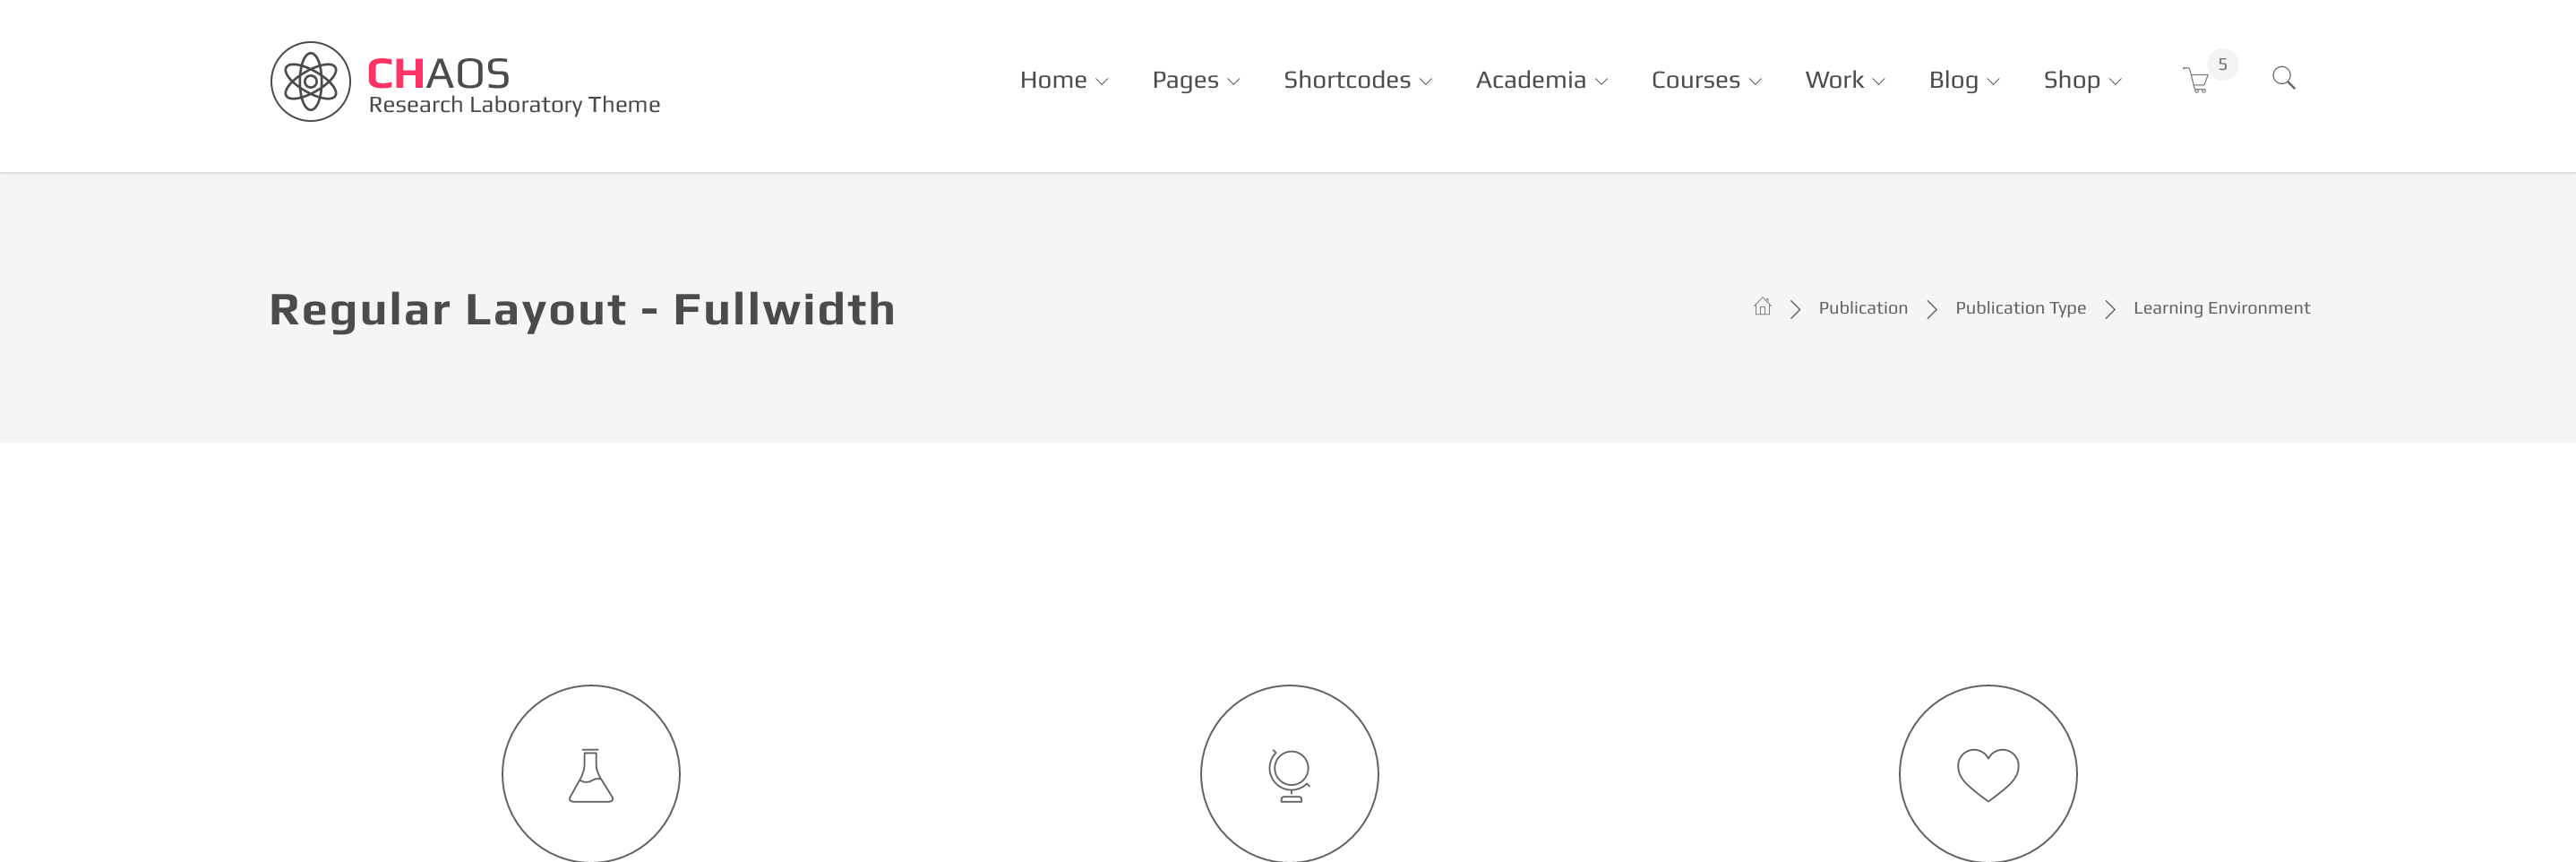 CHAOS
Research Laboratory Theme
Home Pages Shortcodes Academia Courses Work Blog Shop 5
Regular Layout - Fullwidth
Publication Publication Type Learning Environment